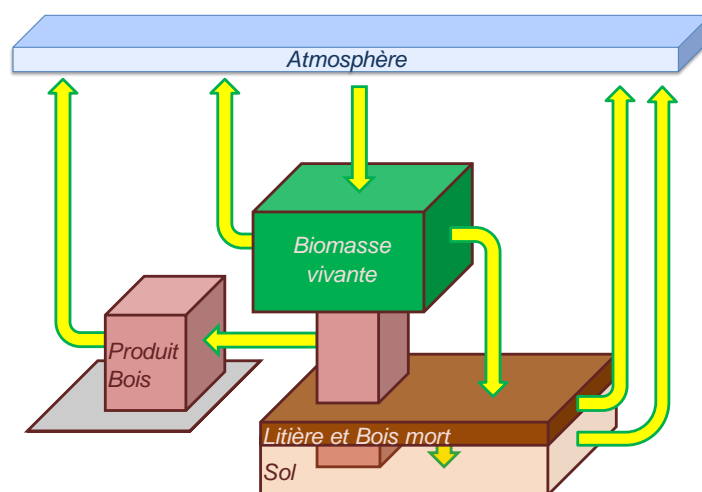 Atmosphère
Biomasse
vivante
Produit
Bois
Litière et Bois mort
Sol